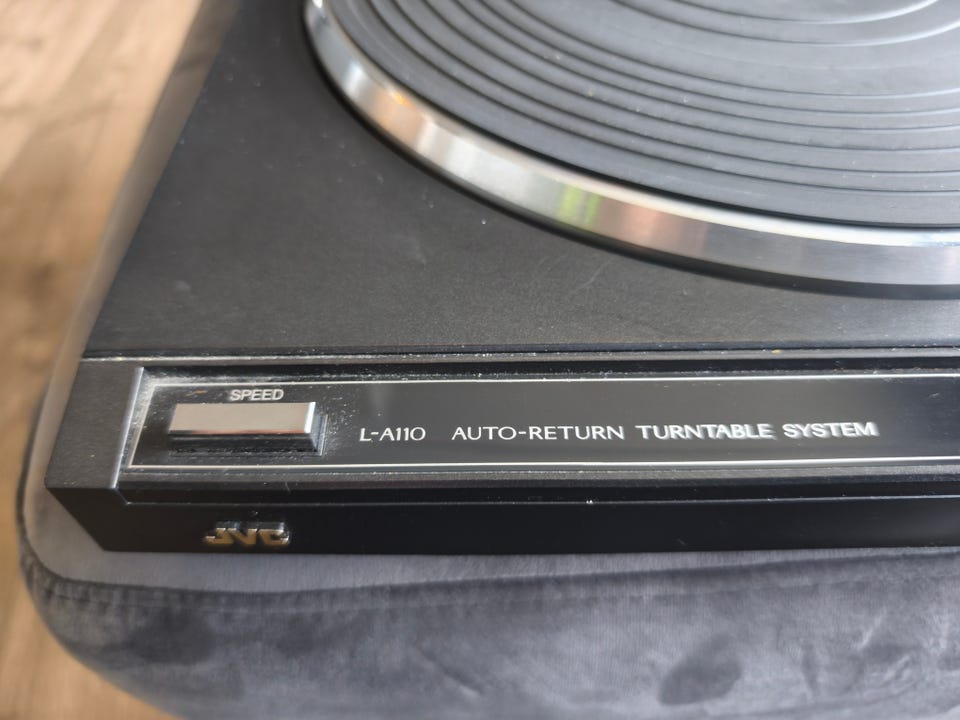 SPEED
L-A110 AUTO-RETURN TURNTABLE SYSTEM
JVC